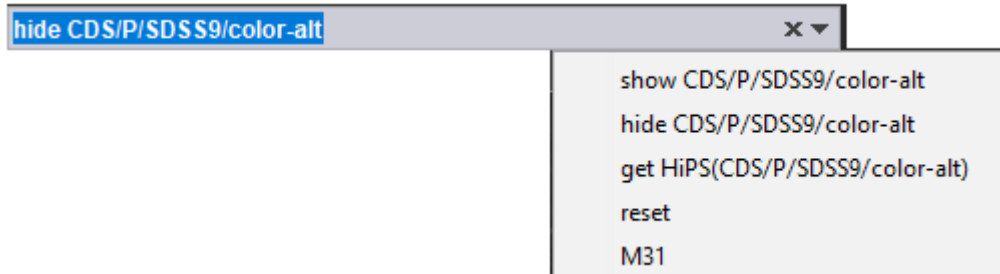 hide CDS/P/SDSS9/color-alt
show CDS/P/SDSS9/color-alt
hide CDS/P/SDSS9/color-alt
get HiPS(CDS/P/SDSS9/color-alt)
reset
M31